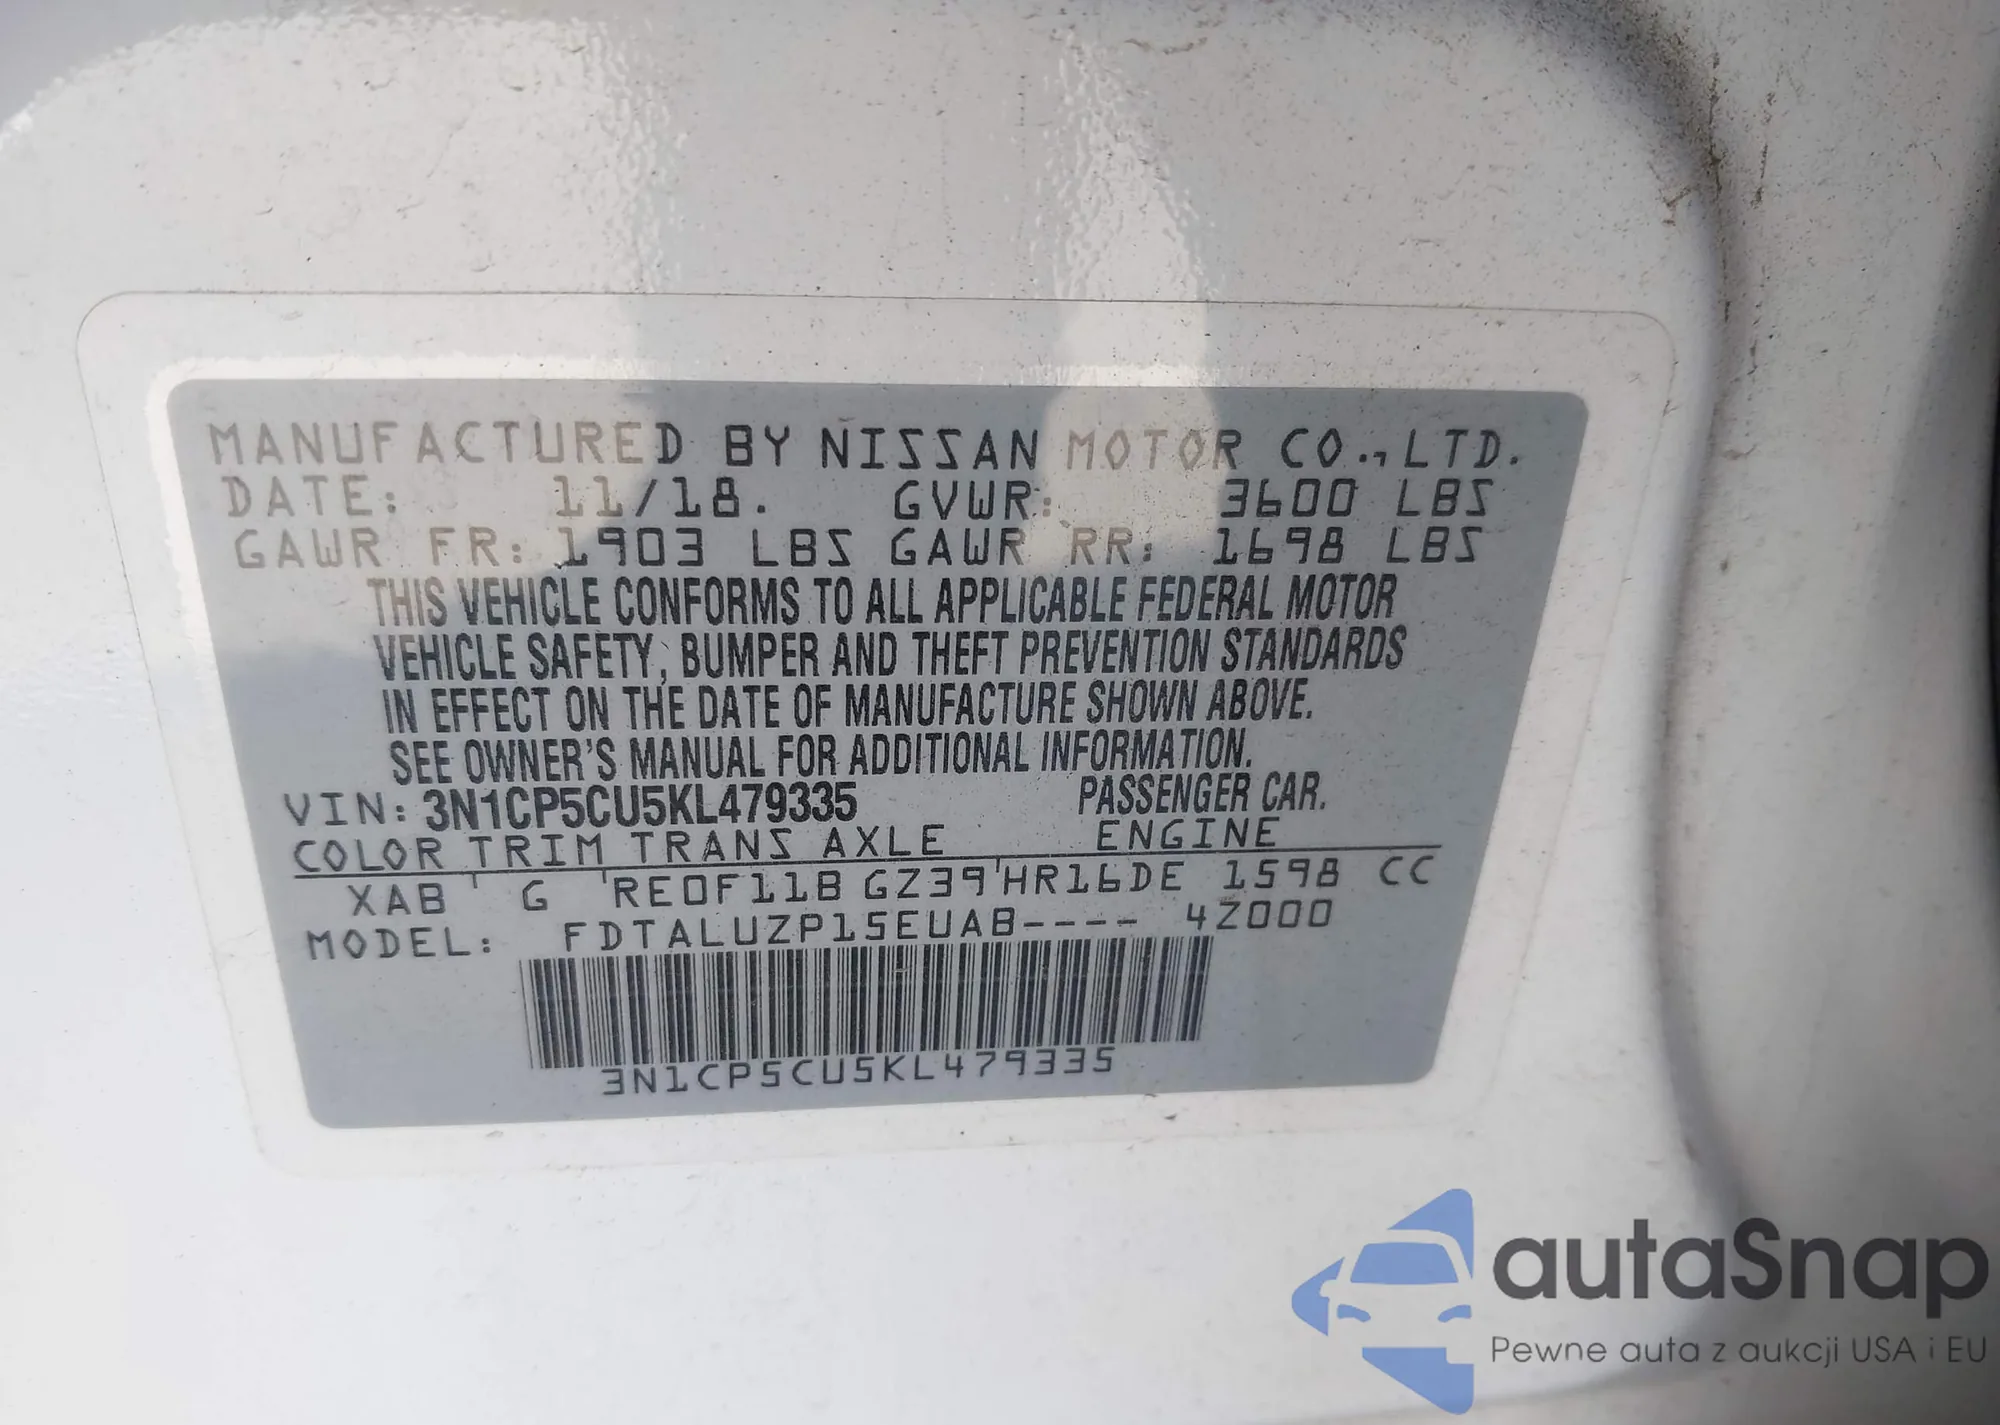 MANUFACTURED BY NISSAN MOTOR CO., LTD.
DATE: 11/18. GVWR: 3600 LBS
GAWR FR: 1903 LBS GAWR RR: 1698 LBS
THIS VEHICLE CONFORMS TO ALL APPLICABLE FEDERAL MOTOR
VEHICLE SAFETY, BUMPER AND THEFT PREVENTION STANDARDS
IN EFFECT ON THE DATE OF MANUFACTURE SHOWN ABOVE.
SEE OWNER'S MANUAL FOR ADDITIONAL INFORMATION.
VIN: 3N1CP5CU5KL479335 PASSENGER CAR.
COLOR TRIM TRANS AXLE ENGINE
XAB G RE0F11B GZ39 HR16DE 1598 CC
MODEL: FDTALUZP15EUAB---- 4Z000
3N1CP5CU5KL479335
autaSnap
Pewne auta z aukcji USA i EU